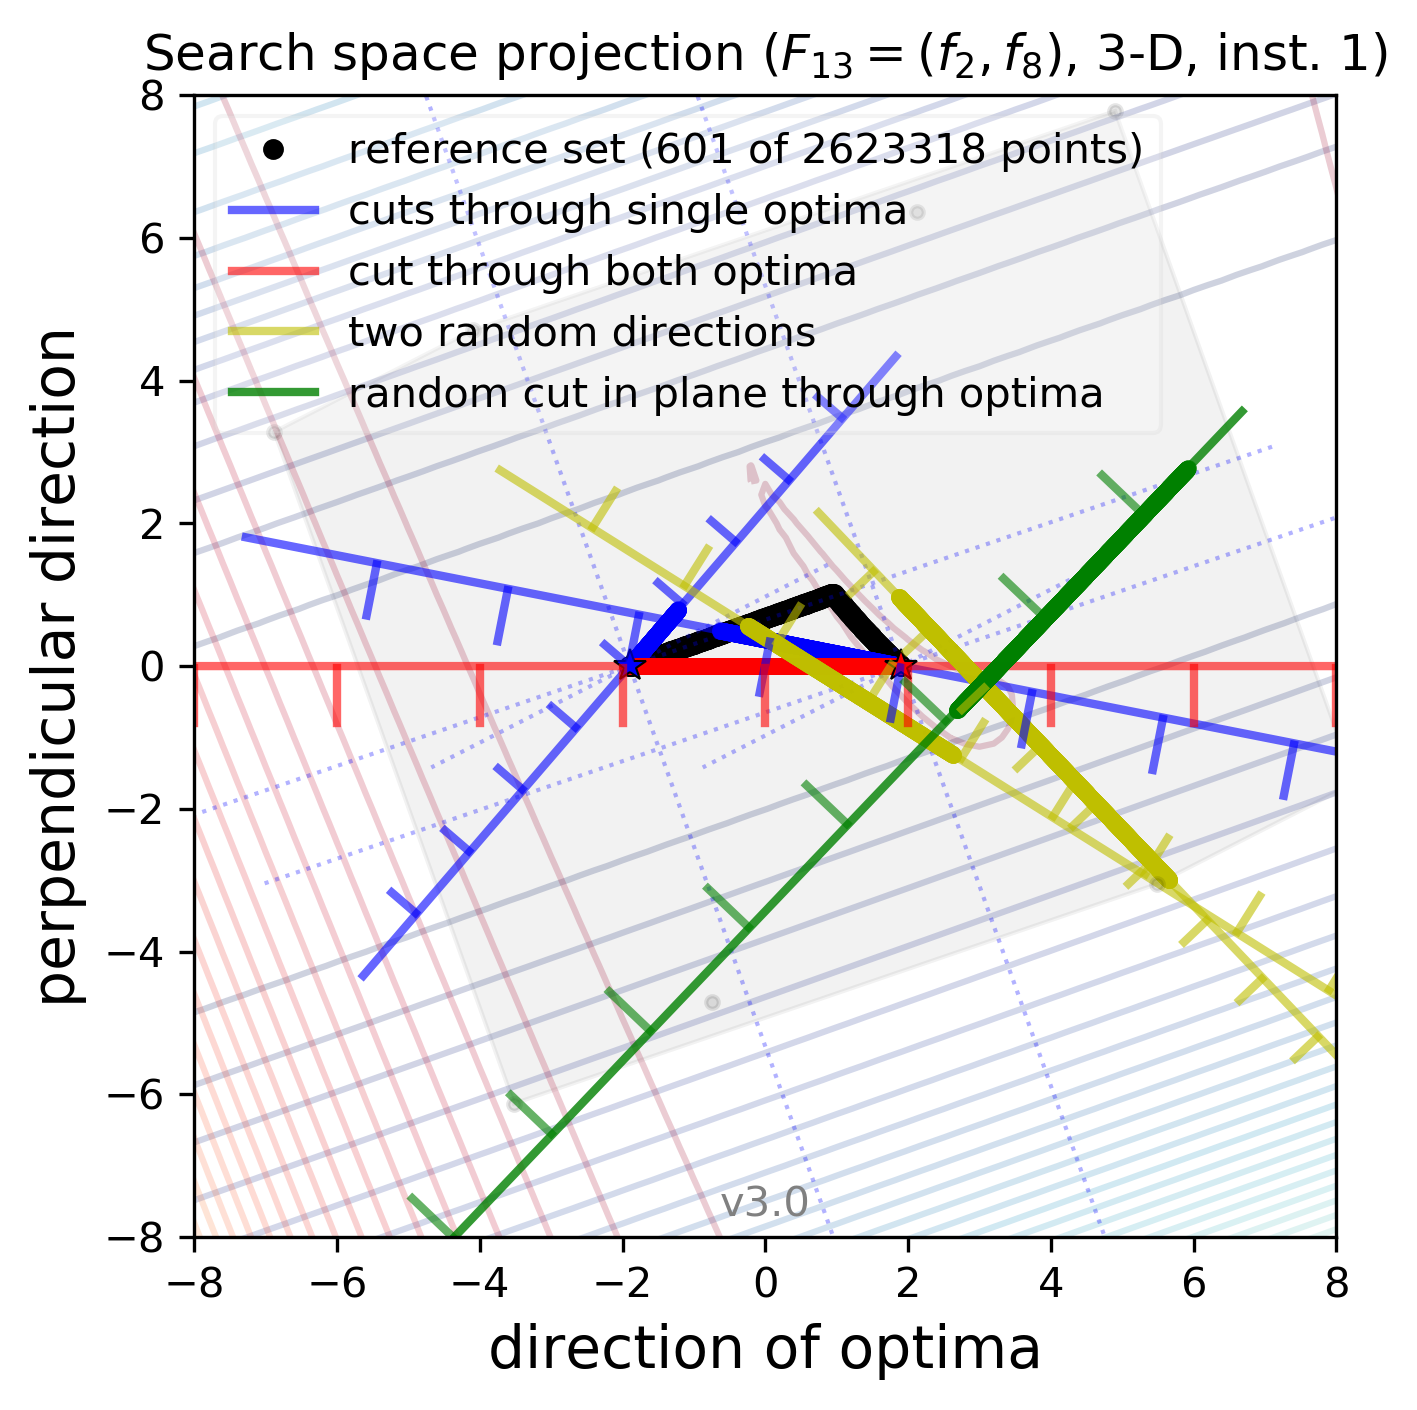 Search space projection (F₁₃ = (f₂, f₈), 3-D, inst. 1)
reference set (601 of 2623318 points)
cuts through single optima
cut through both optima
two random directions
random cut in plane through optima
perpendicular direction
8
6
4
2
0
−2
−4
−6
−8
v3.0
−8 −6 −4 −2 0 2 4 6 8
direction of optima